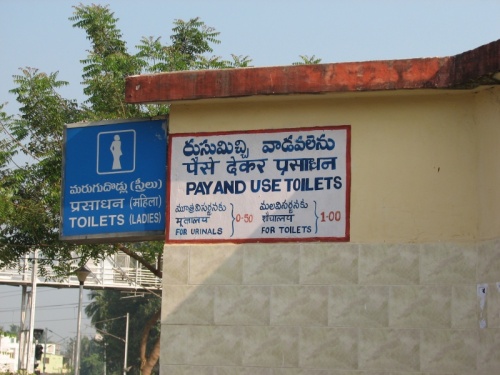 మరుగుదొడ్లు (స్త్రీలు)
प्रसाधन (महिला)
TOILETS (LADIES)
రుసుమిచ్చి వాడవలెను
पैसे देकर प्रसाधन
PAY AND USE TOILETS
మూత్రవిసర్జనకు
मूत्रालय
FOR URINALS
0-50
మలవిసర్జనకు
शौचालय
FOR TOILETS
1-00